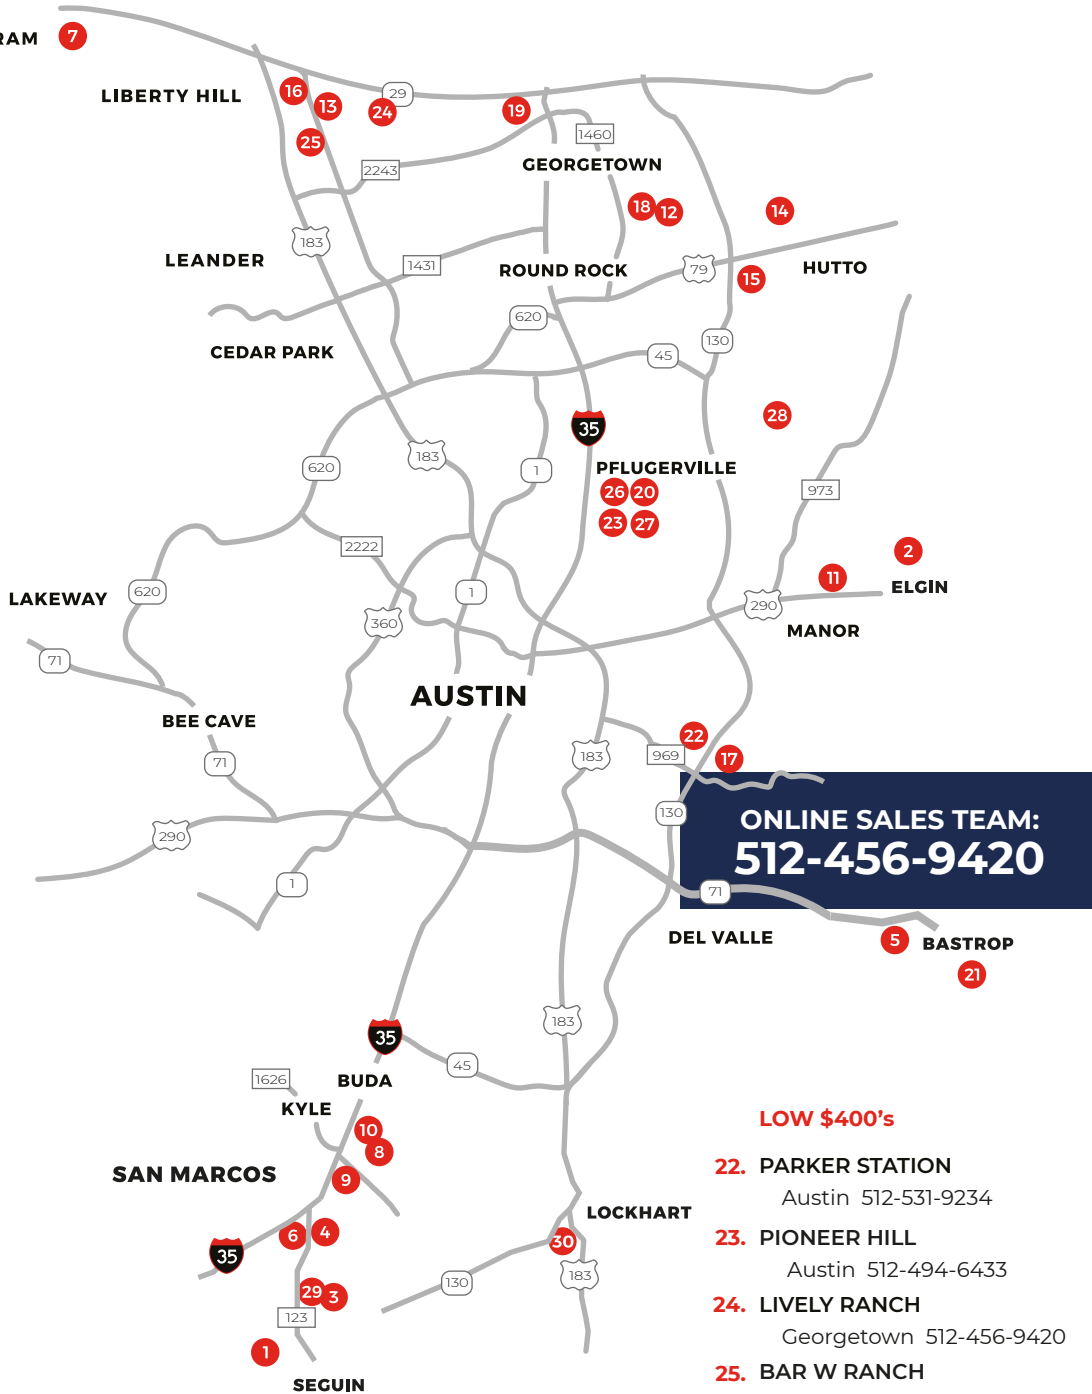 RAM
7
LIBERTY HILL
16
13
24
29
19
25
1460
2243
GEORGETOWN
18
12
14
183
LEANDER
1431
ROUND ROCK
79
HUTTO
15
620
CEDAR PARK
45
130
28
35
183
620
1
PFLUGERVILLE
26
20
973
23
27
2222
2
11
ELGIN
LAKEWAY
620
1
290
360
MANOR
71
AUSTIN
BEE CAVE
22
183
969
17
71
130
ONLINE SALES TEAM:
512-456-9420
290
1
71
DEL VALLE
5
BASTROP
21
183
35
45
1626
BUDA
KYLE
10
8
SAN MARCOS
9
LOCKHART
6
4
30
35
183
130
29
3
123
1
SEGUIN
LOW $400's
22. PARKER STATION
Austin 512-531-9234
23. PIONEER HILL
Austin 512-494-6433
24. LIVELY RANCH
Georgetown 512-456-9420
25. BAR W RANCH